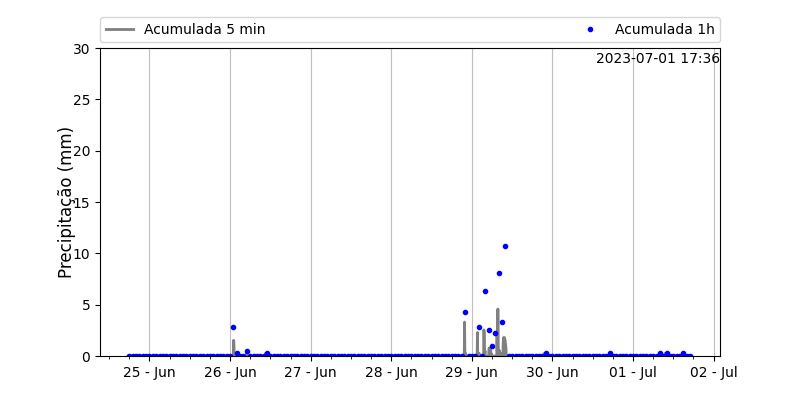 Acumulada 5 min
Acumulada 1h
2023-07-01 17:36
Precipitação (mm)
30
25
20
15
10
5
0
25 - Jun
26 - Jun
27 - Jun
28 - Jun
29 - Jun
30 - Jun
01 - Jul
02 - Jul